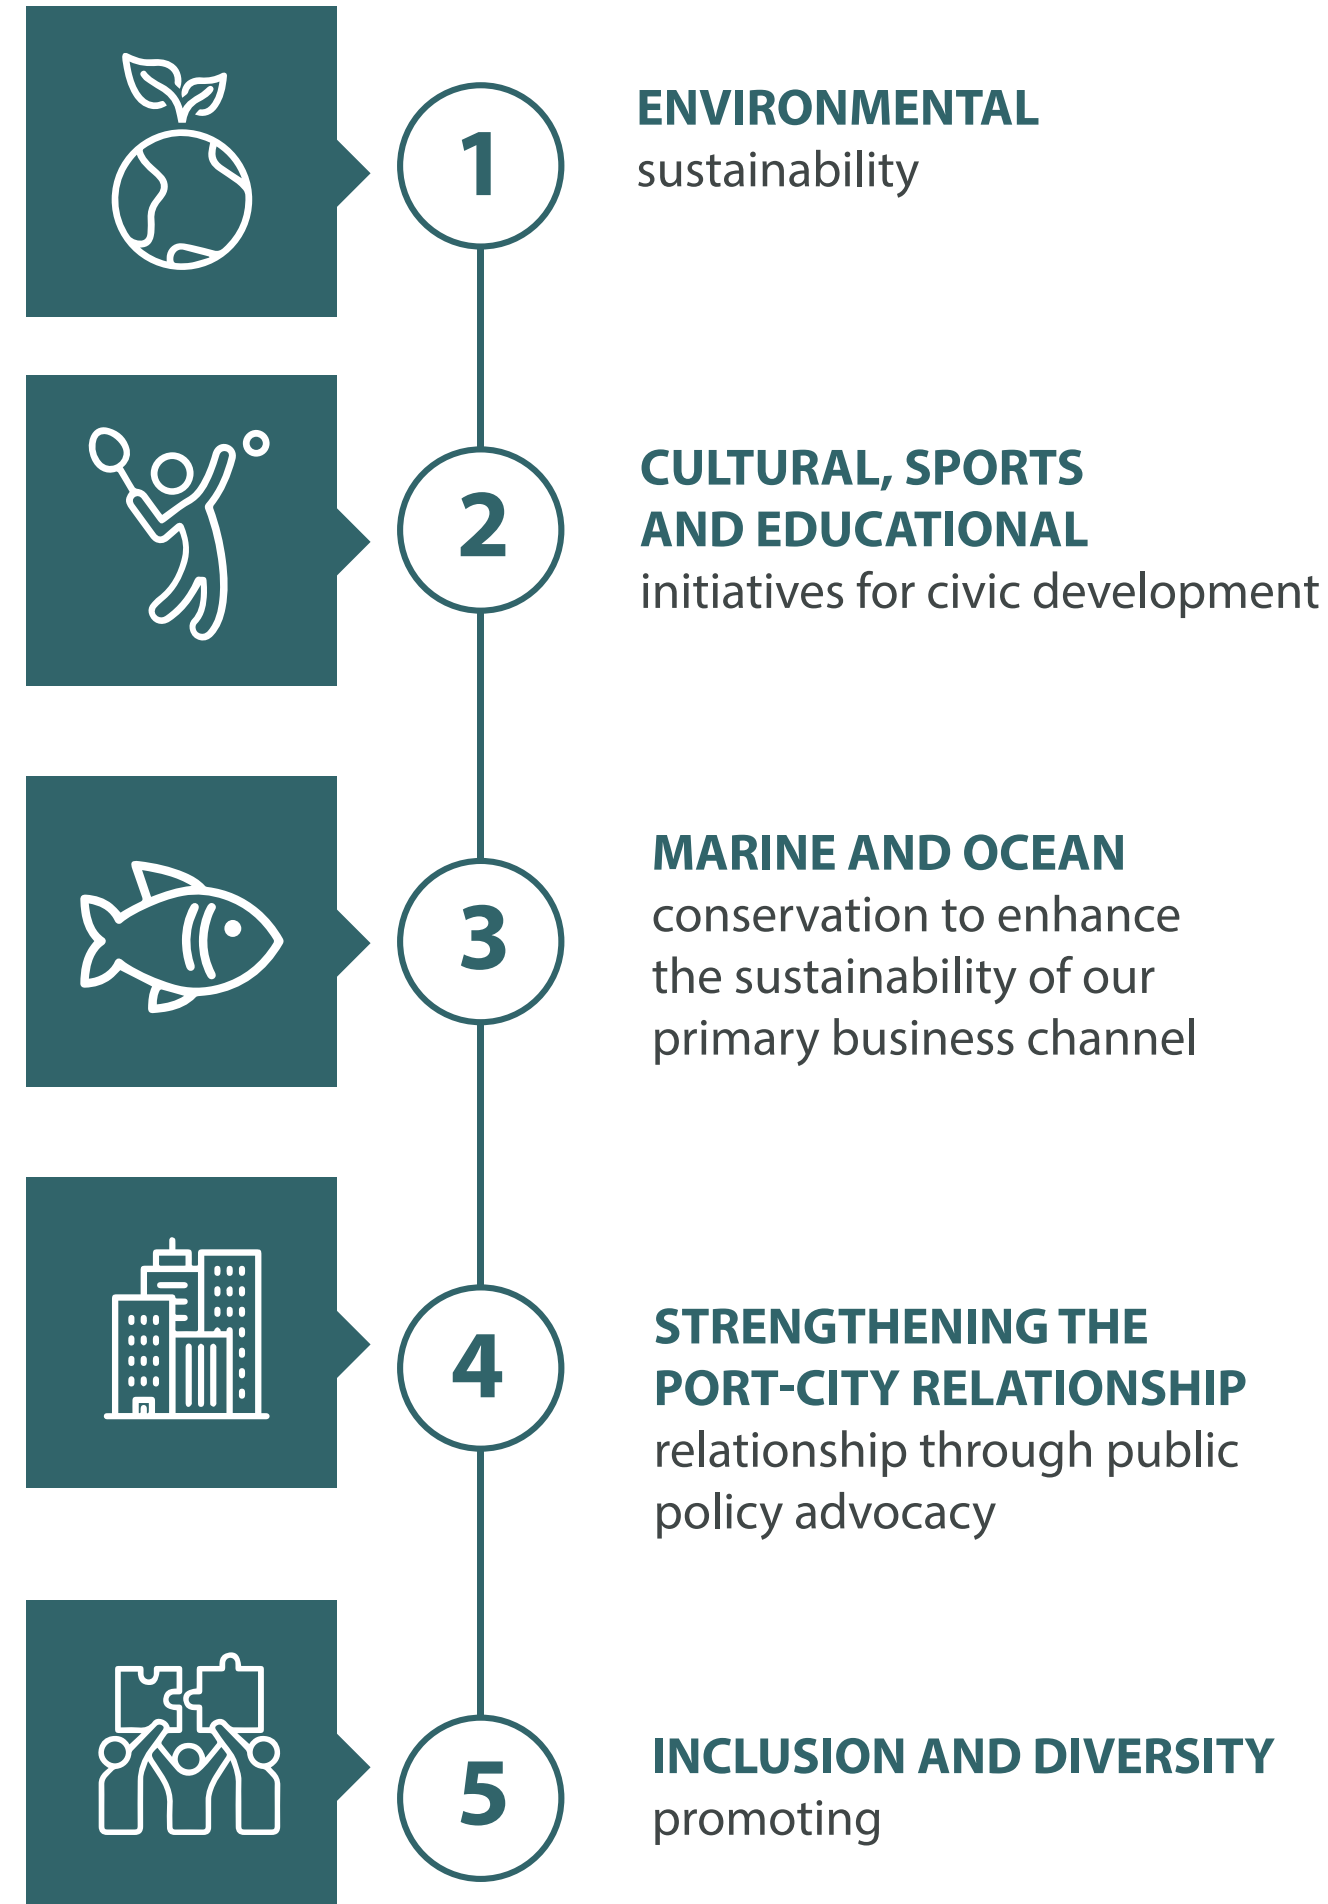 1
ENVIRONMENTAL
sustainability
2
CULTURAL, SPORTS
AND EDUCATIONAL
initiatives for civic development
3
MARINE AND OCEAN
conservation to enhance
the sustainability of our
primary business channel
4
STRENGTHENING THE
PORT-CITY RELATIONSHIP
relationship through public
policy advocacy
5
INCLUSION AND DIVERSITY
promoting